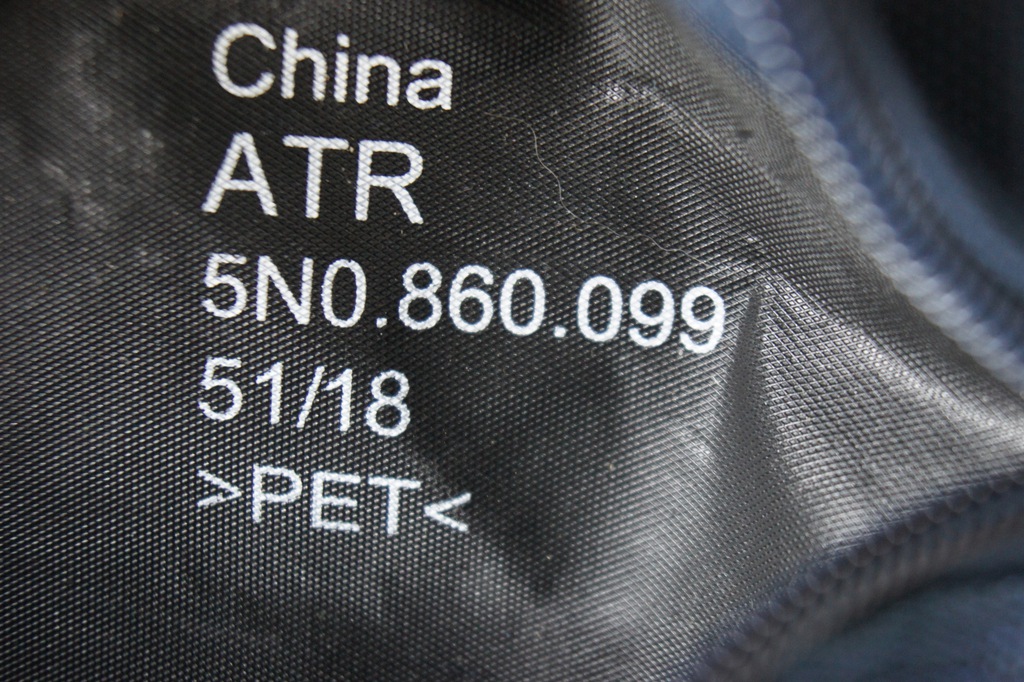 China
ATR
5N0.860.099
51/18
>PET<